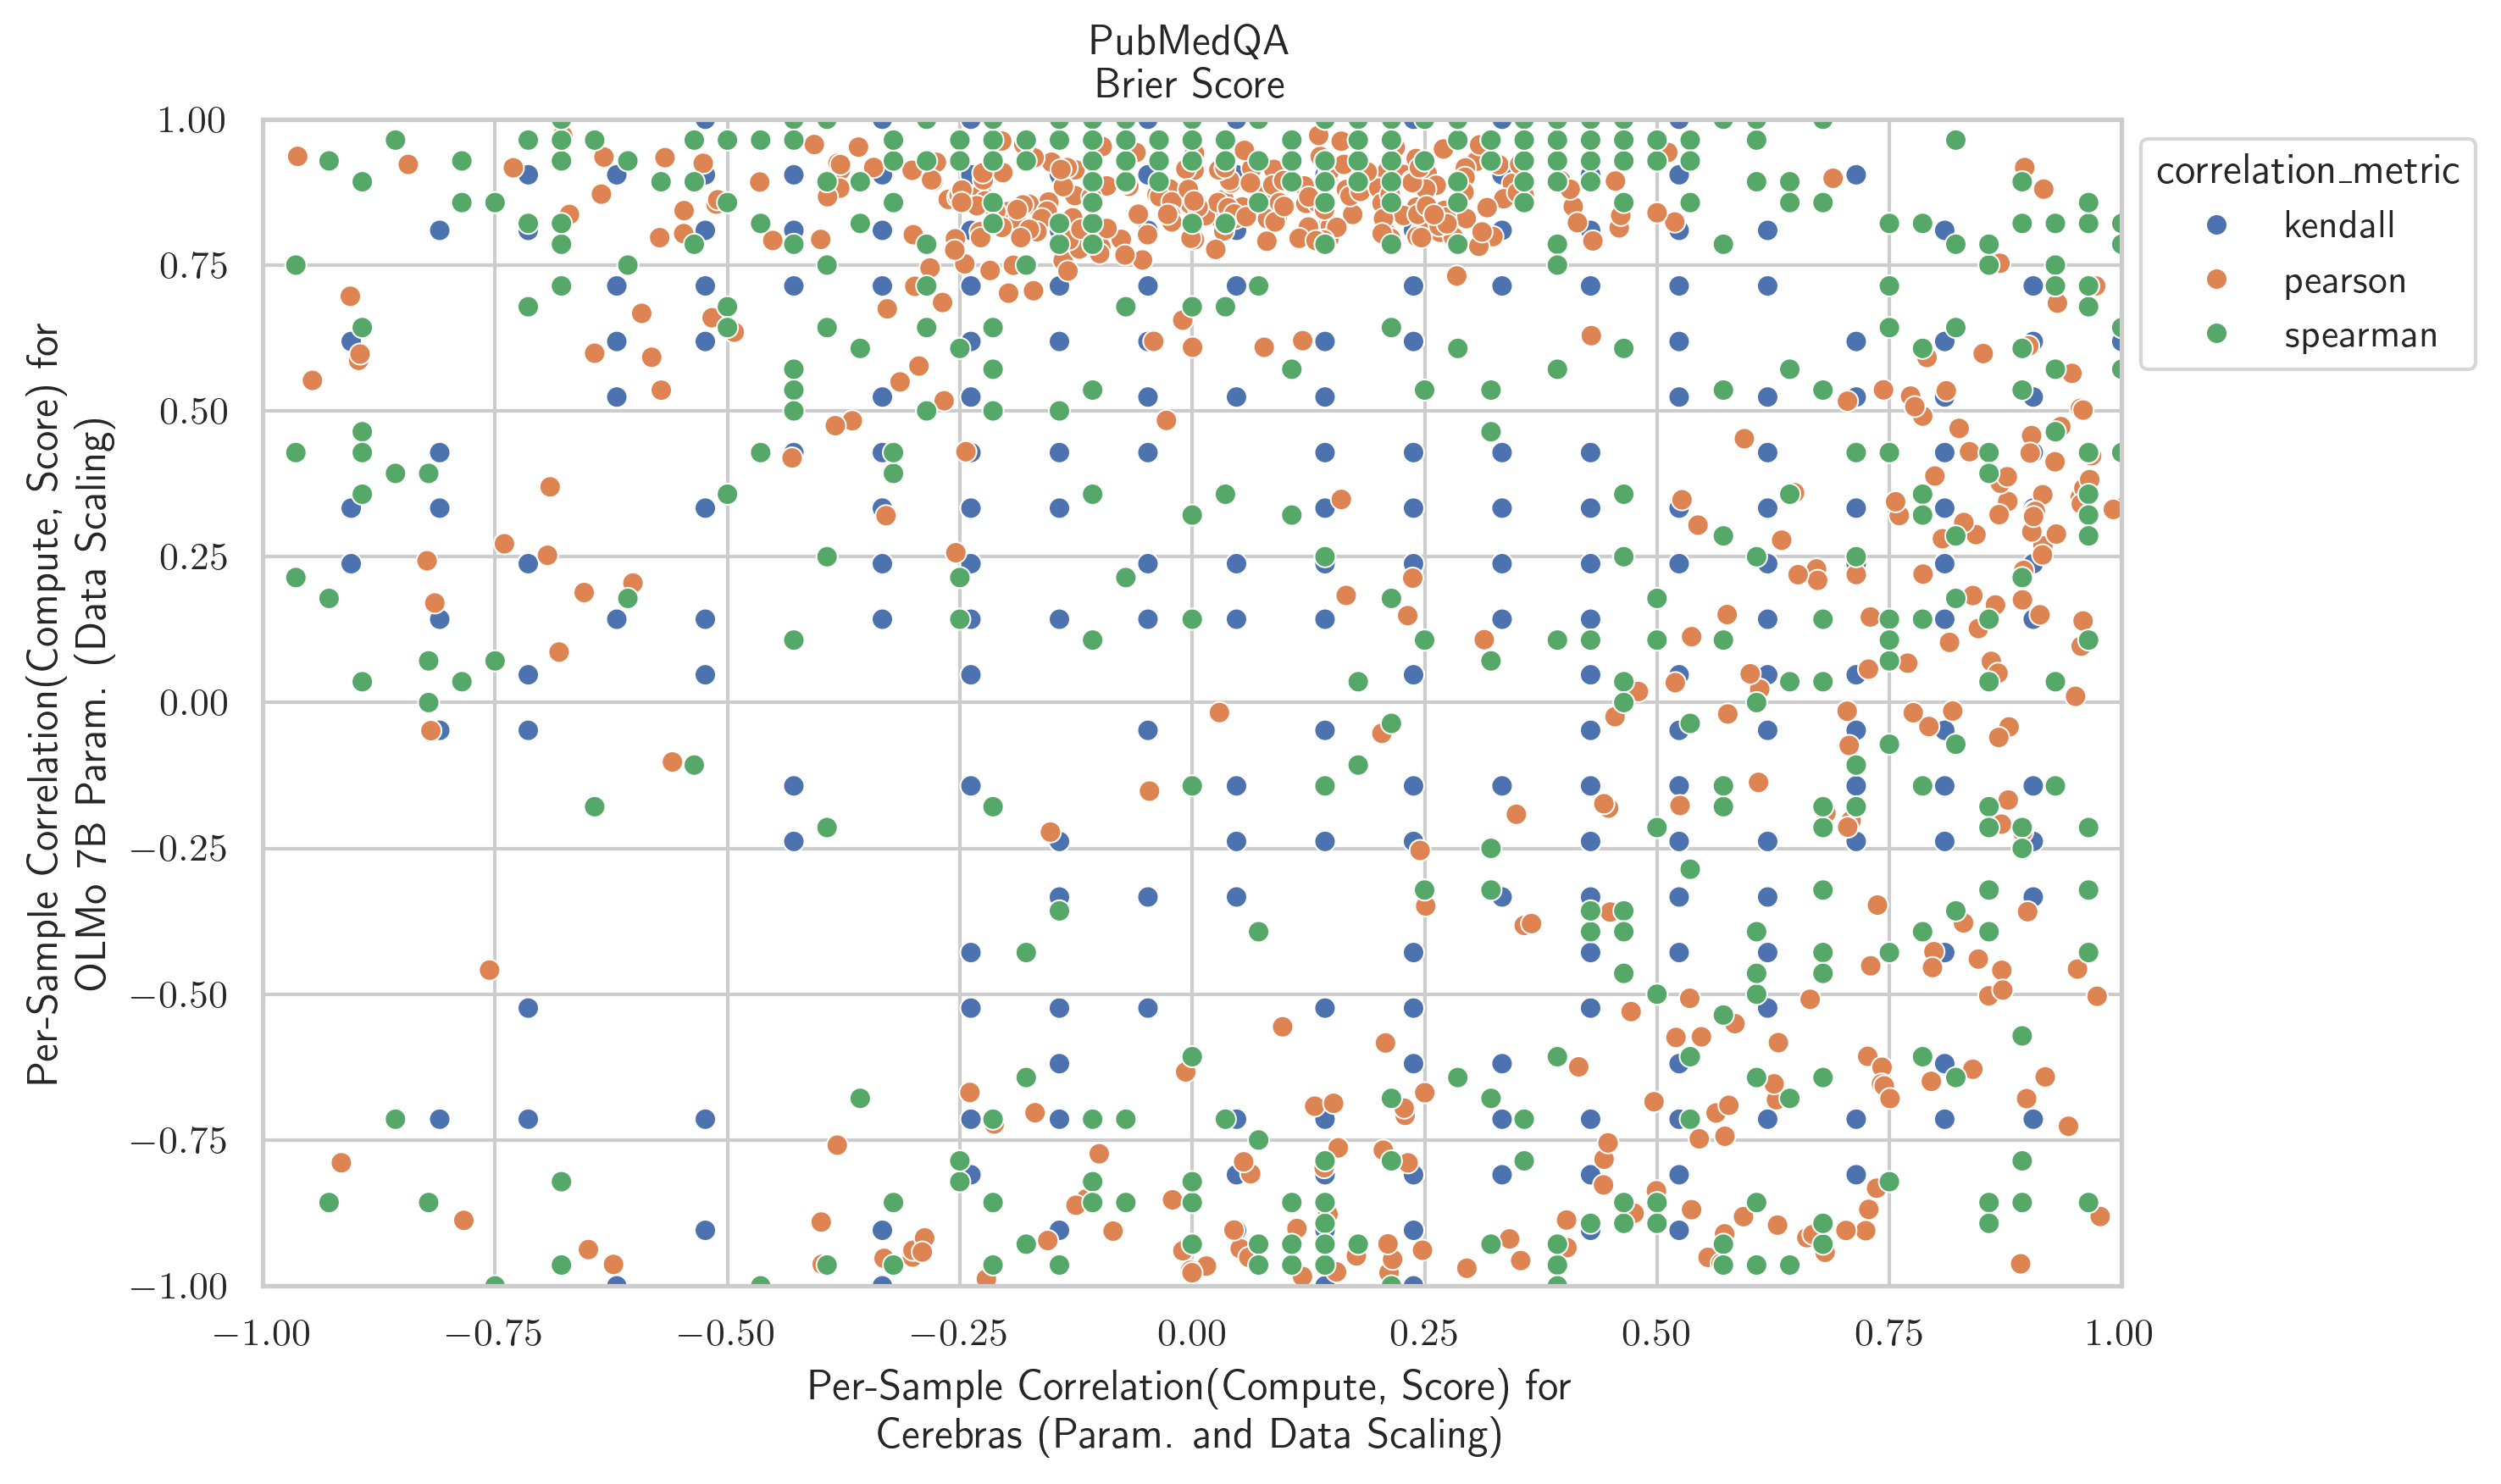 PubMedQA
Brier Score
Per-Sample Correlation(Compute, Score) for
OLMo 7B Param. (Data Scaling)
1.00
0.75
0.50
0.25
0.00
−0.25
−0.50
−0.75
−1.00
−1.00
−0.75
−0.50
−0.25
0.00
0.25
0.50
0.75
1.00
Per-Sample Correlation(Compute, Score) for
Cerebras (Param. and Data Scaling)
correlation_metric
kendall
pearson
spearman